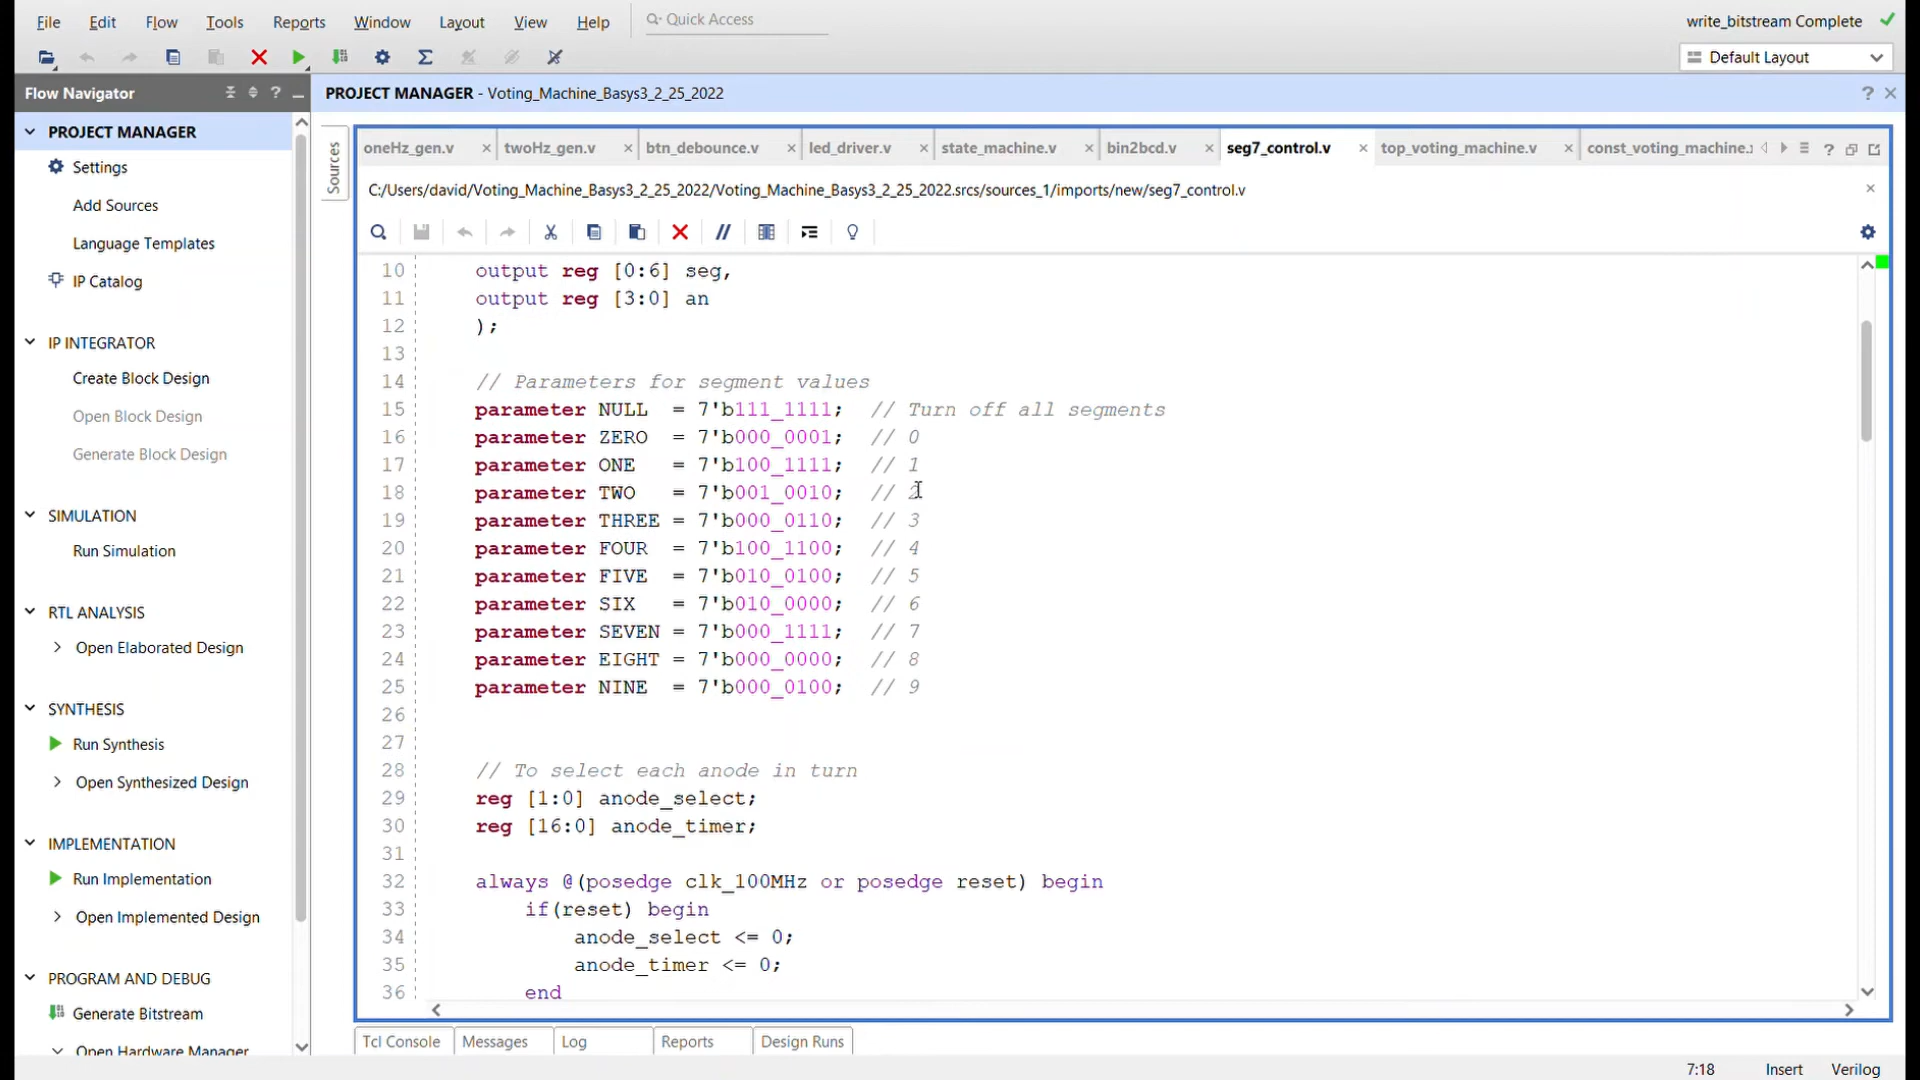 File Edit Flow Tools Reports Window Layout View Help Quick Access write_bitstream Complete
Default Layout
Flow Navigator
PROJECT MANAGER - Voting_Machine_Basys3_2_25_2022
PROJECT MANAGER
Settings
Add Sources
Language Templates
IP Catalog
IP INTEGRATOR
Create Block Design
Open Block Design
Generate Block Design
SIMULATION
Run Simulation
RTL ANALYSIS
Open Elaborated Design
SYNTHESIS
Run Synthesis
Open Synthesized Design
IMPLEMENTATION
Run Implementation
Open Implemented Design
PROGRAM AND DEBUG
Generate Bitstream
Open Hardware Manager
Sources
oneHz_gen.v twoHz_gen.v btn_debounce.v led_driver.v state_machine.v bin2bcd.v seg7_control.v top_voting_machine.v const_voting_machine.
C:/Users/david/Voting_Machine_Basys3_2_25_2022/Voting_Machine_Basys3_2_25_2022.srcs/sources_1/imports/new/seg7_control.v
10 output reg [0:6] seg,
11 output reg [3:0] an
12 );
13
14 // Parameters for segment values
15 parameter NULL = 7'b111_1111; // Turn off all segments
16 parameter ZERO = 7'b000_0001; // 0
17 parameter ONE = 7'b100_1111; // 1
18 parameter TWO = 7'b001_0010; // 2
19 parameter THREE = 7'b000_0110; // 3
20 parameter FOUR = 7'b100_1100; // 4
21 parameter FIVE = 7'b010_0100; // 5
22 parameter SIX = 7'b010_0000; // 6
23 parameter SEVEN = 7'b000_1111; // 7
24 parameter EIGHT = 7'b000_0000; // 8
25 parameter NINE = 7'b000_0100; // 9
26
27
28 // To select each anode in turn
29 reg [1:0] anode_select;
30 reg [16:0] anode_timer;
31
32 always @(posedge clk_100MHz or posedge reset) begin
33 if(reset) begin
34 anode_select <= 0;
35 anode_timer <= 0;
36 end
Tcl Console Messages Log Reports Design Runs
7:18 Insert Verilog